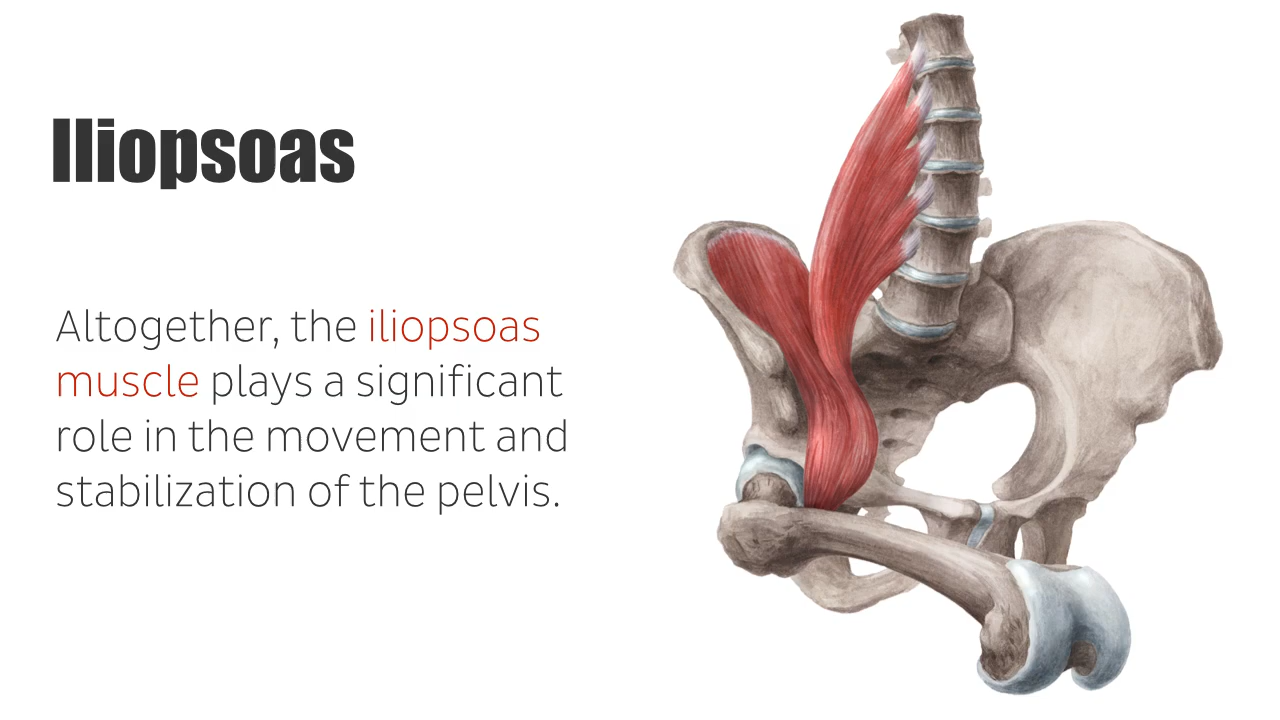 Iliopsoas
Altogether, the iliopsoas
muscle plays a significant
role in the movement and
stabilization of the pelvis.